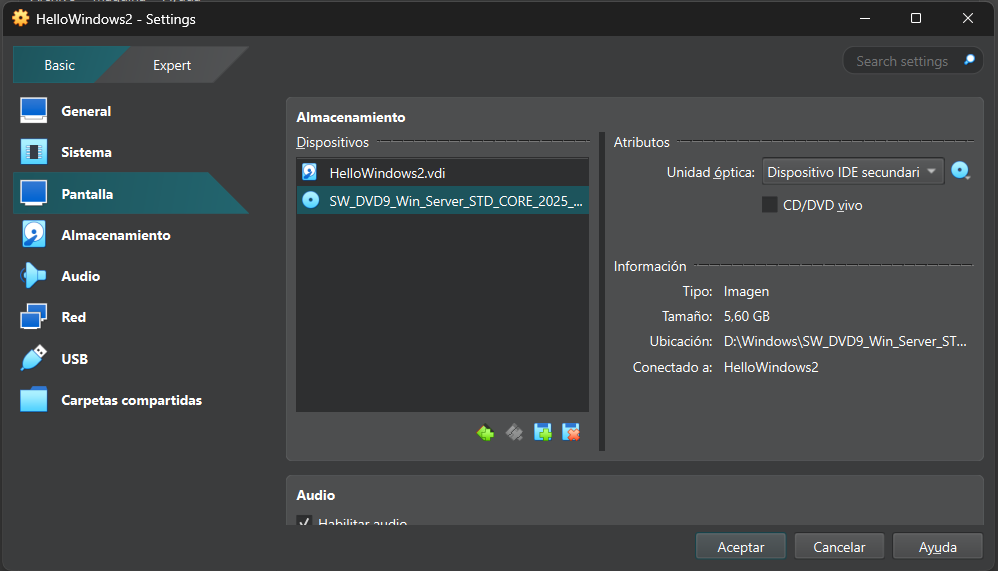 HelloWindows2 - Settings
Basic
Expert
Search settings
General
Sistema
Pantalla
Almacenamiento
Audio
Red
USB
Carpetas compartidas
Almacenamiento
Dispositivos
HelloWindows2.vdi
SW_DVD9_Win_Server_STD_CORE_2025_...
Atributos
Unidad óptica: Dispositivo IDE secundari
CD/DVD vivo
Información
Tipo: Imagen
Tamaño: 5,60 GB
Ubicación: D:\Windows\SW_DVD9_Win_Server_ST...
Conectado a: HelloWindows2
Audio
Habilitar audio
Aceptar
Cancelar
Ayuda